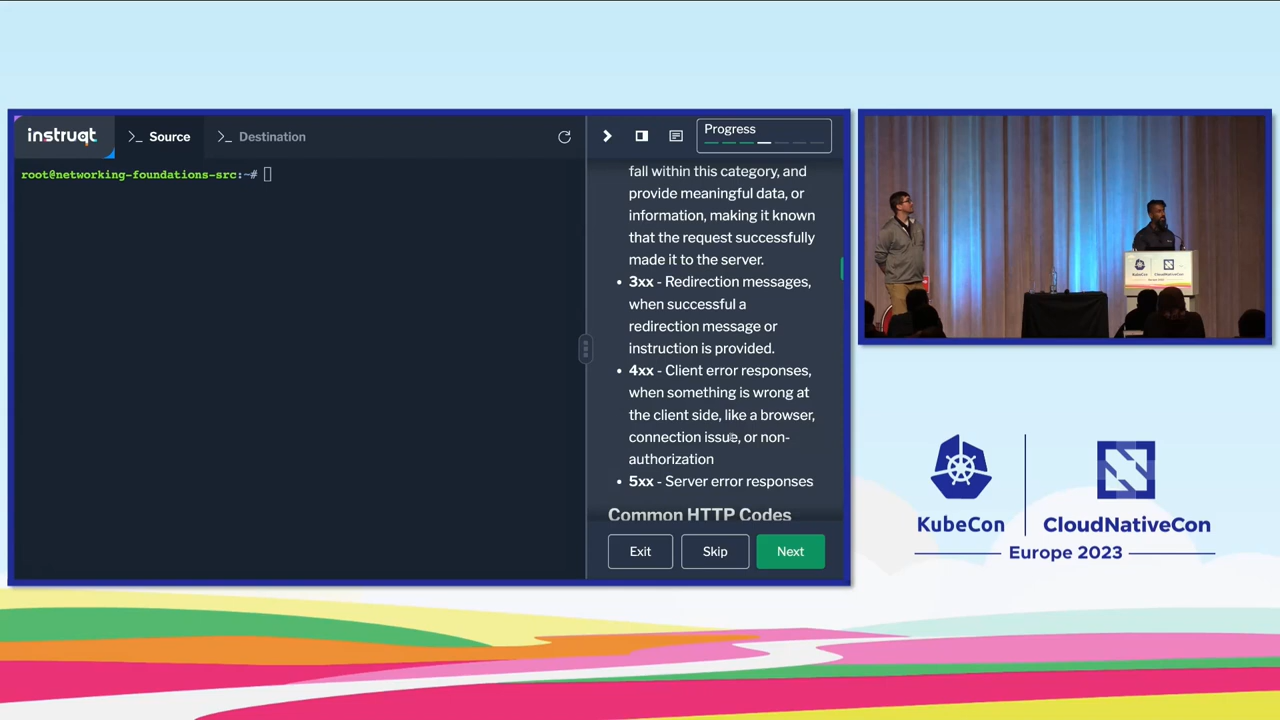 instruqt
>_ Source
>_ Destination
Progress
root@networking-foundations-src:~#
fall within this category, and
provide meaningful data, or
information, making it known
that the request successfully
made it to the server.
• 3xx - Redirection messages,
when successful a
redirection message or
instruction is provided.
• 4xx - Client error responses,
when something is wrong at
the client side, like a browser,
connection issue, or non-
authorization
• 5xx - Server error responses
Common HTTP Codes
Exit
Skip
Next
KubeCon
CloudNativeCon
Europe 2023